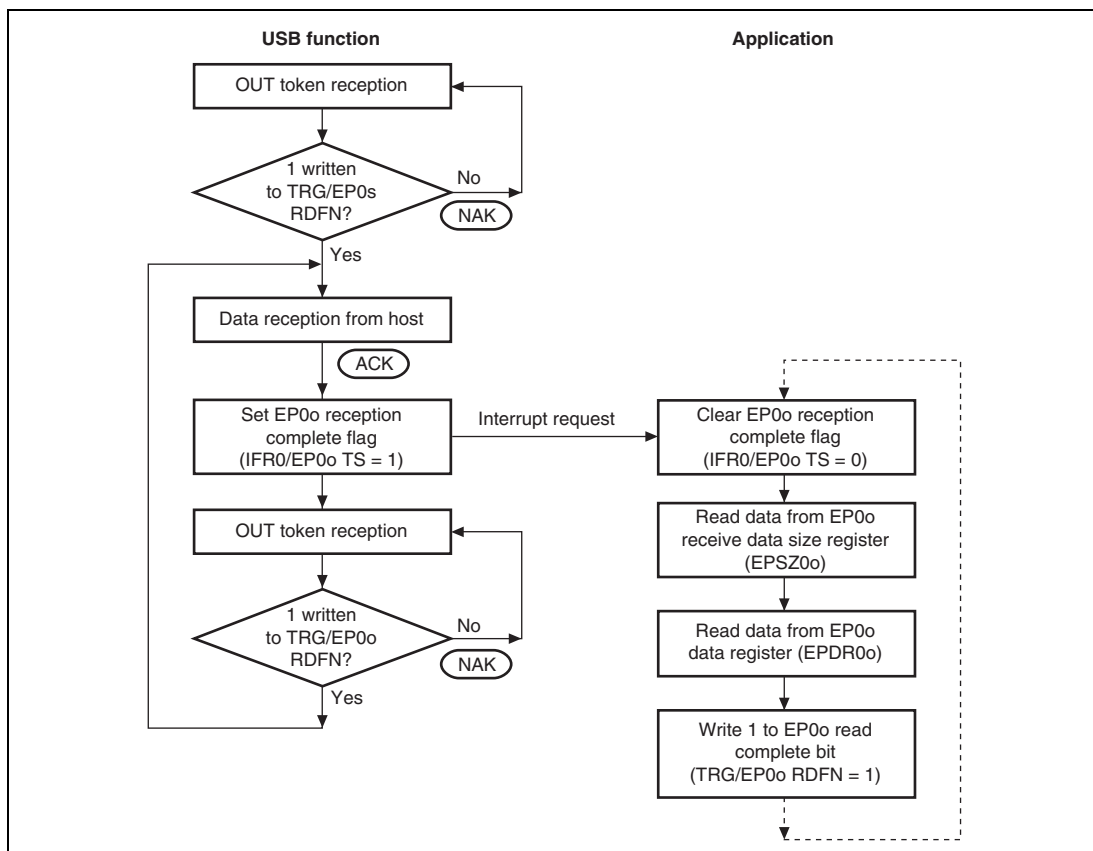 USB function
Application
OUT token reception
1 written
to TRG/EP0s
RDFN?
No
NAK
Yes
Data reception from host
ACK
Set EP0o reception
complete flag
(IFR0/EP0o TS = 1)
Interrupt request
Clear EP0o reception
complete flag
(IFR0/EP0o TS = 0)
OUT token reception
Read data from EP0o
receive data size register
(EPSZ0o)
1 written
to TRG/EP0o
RDFN?
No
NAK
Yes
Read data from EP0o
data register (EPDR0o)
Write 1 to EP0o read
complete bit
(TRG/EP0o RDFN = 1)